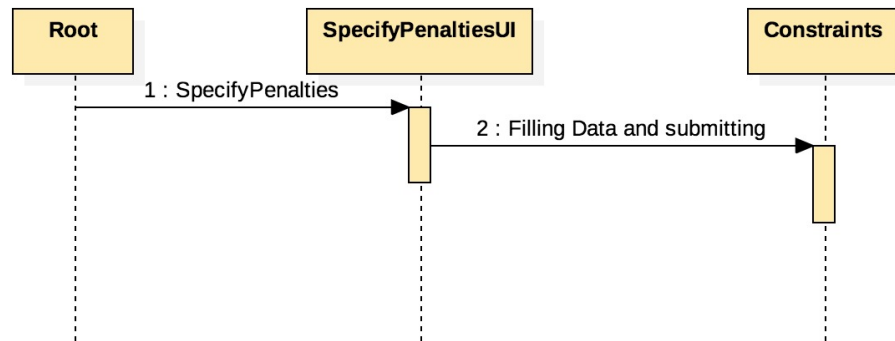 Root
SpecifyPenaltiesUI
Constraints
1 : SpecifyPenalties
2 : Filling Data and submitting